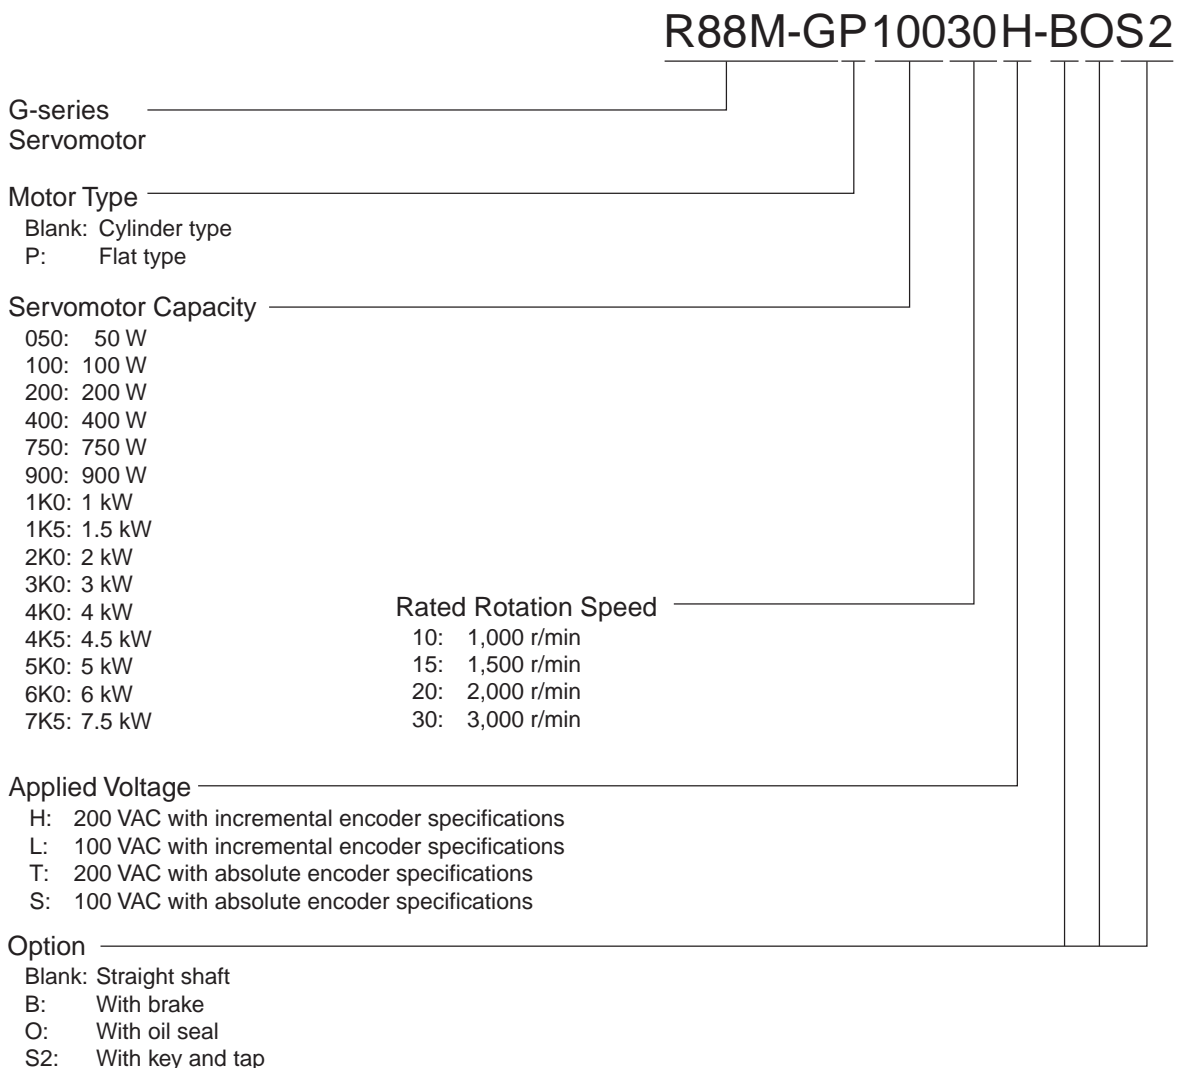 R88M-GP10030H-BOS2
G-series
Servomotor
Motor Type
Blank: Cylinder type
P: Flat type
Servomotor Capacity
050: 50 W
100: 100 W
200: 200 W
400: 400 W
750: 750 W
900: 900 W
1K0: 1 kW
1K5: 1.5 kW
2K0: 2 kW
3K0: 3 kW
4K0: 4 kW
4K5: 4.5 kW
5K0: 5 kW
6K0: 6 kW
7K5: 7.5 kW
Rated Rotation Speed
10: 1,000 r/min
15: 1,500 r/min
20: 2,000 r/min
30: 3,000 r/min
Applied Voltage
H: 200 VAC with incremental encoder specifications
L: 100 VAC with incremental encoder specifications
T: 200 VAC with absolute encoder specifications
S: 100 VAC with absolute encoder specifications
Option
Blank: Straight shaft
B: With brake
O: With oil seal
S2: With key and tap